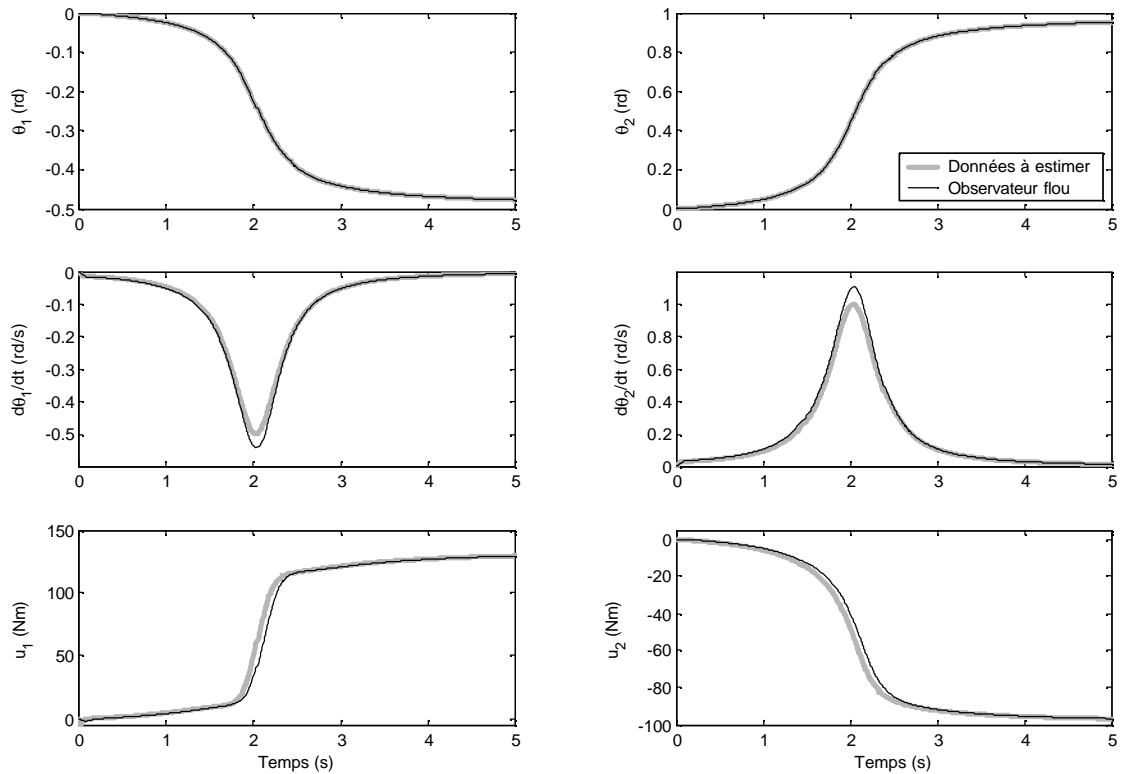 0
-0.1
-0.2
-0.3
-0.4
-0.5
θ1 (rd)
0 1 2 3 4 5
1
0.8
0.6
0.4
0.2
0
θ2 (rd)
Données à estimer
Observateur flou
0 1 2 3 4 5
0
-0.1
-0.2
-0.3
-0.4
-0.5
dθ1/dt (rd/s)
0 1 2 3 4 5
1
0.8
0.6
0.4
0.2
0
dθ2/dt (rd/s)
0 1 2 3 4 5
150
100
50
0
u1 (Nm)
0 1 2 3 4 5
Temps (s)
0
-20
-40
-60
-80
-100
u2 (Nm)
0 1 2 3 4 5
Temps (s)